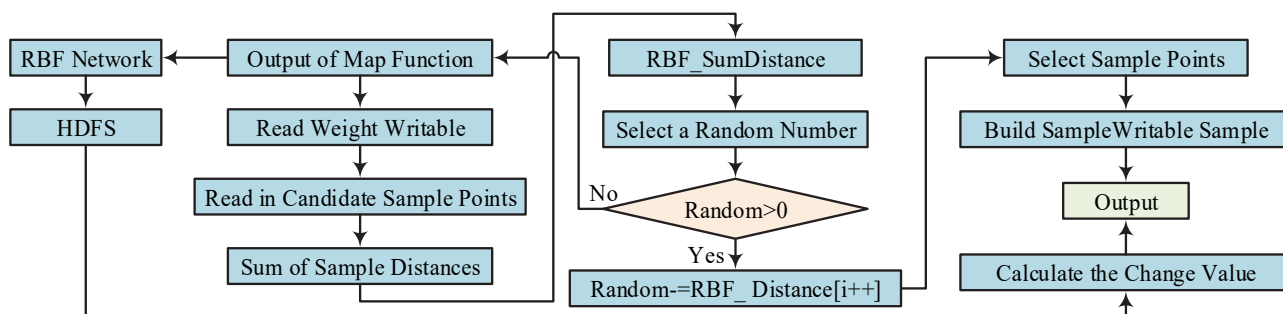 RBF Network
HDFS
Output of Map Function
Read Weight Writable
Read in Candidate Sample Points
Sum of Sample Distances
RBF_SumDistance
Select a Random Number
Random>0
No
Yes
Random-=RBF_ Distance[i++]
Select Sample Points
Build SampleWritable Sample
Output
Calculate the Change Value